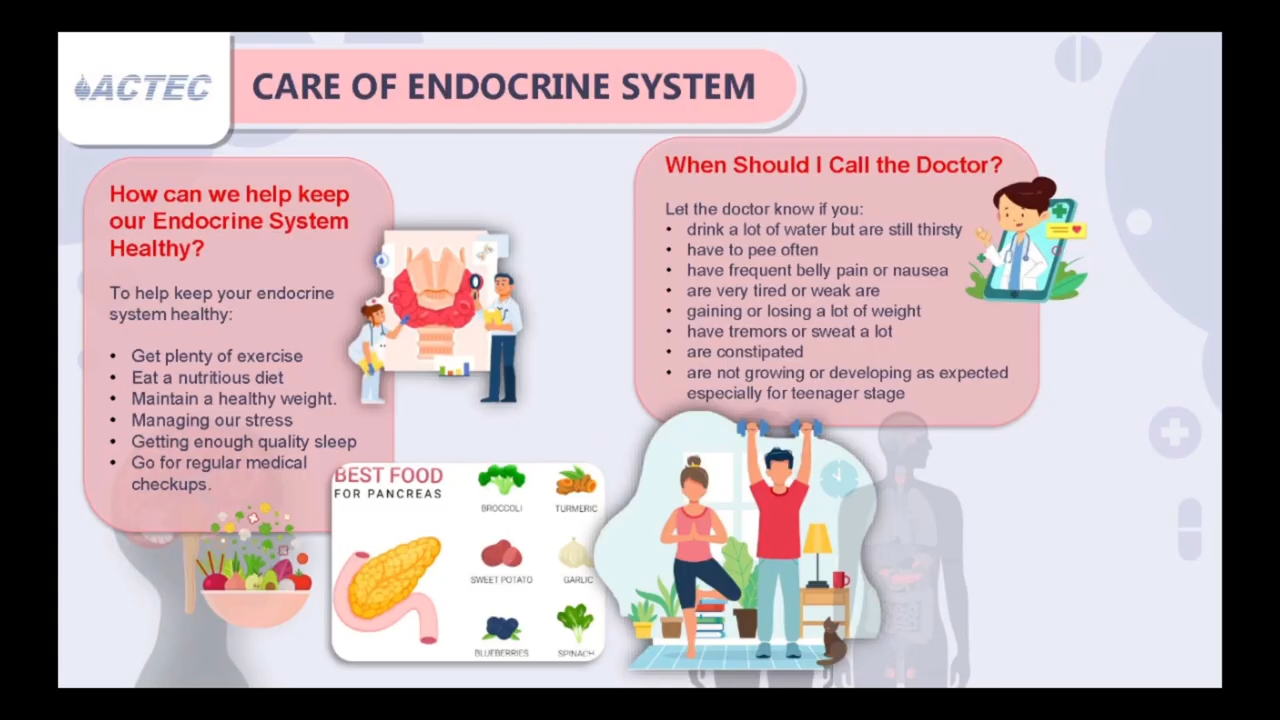 ACTEC
CARE OF ENDOCRINE SYSTEM
How can we help keep
our Endocrine System
Healthy?
To help keep your endocrine
system healthy:
• Get plenty of exercise
• Eat a nutritious diet
• Maintain a healthy weight.
• Managing our stress
• Getting enough quality sleep
• Go for regular medical
checkups.
When Should I Call the Doctor?
Let the doctor know if you:
• drink a lot of water but are still thirsty
• have to pee often
• have frequent belly pain or nausea
• are very tired or weak are
• gaining or losing a lot of weight
• have tremors or sweat a lot
• are constipated
• are not growing or developing as expected
especially for teenager stage
BEST FOOD
FOR PANCREAS
BROCCOLI
TURMERIC
SWEET POTATO
GARLIC
BLUEBERRIES
SPINACH